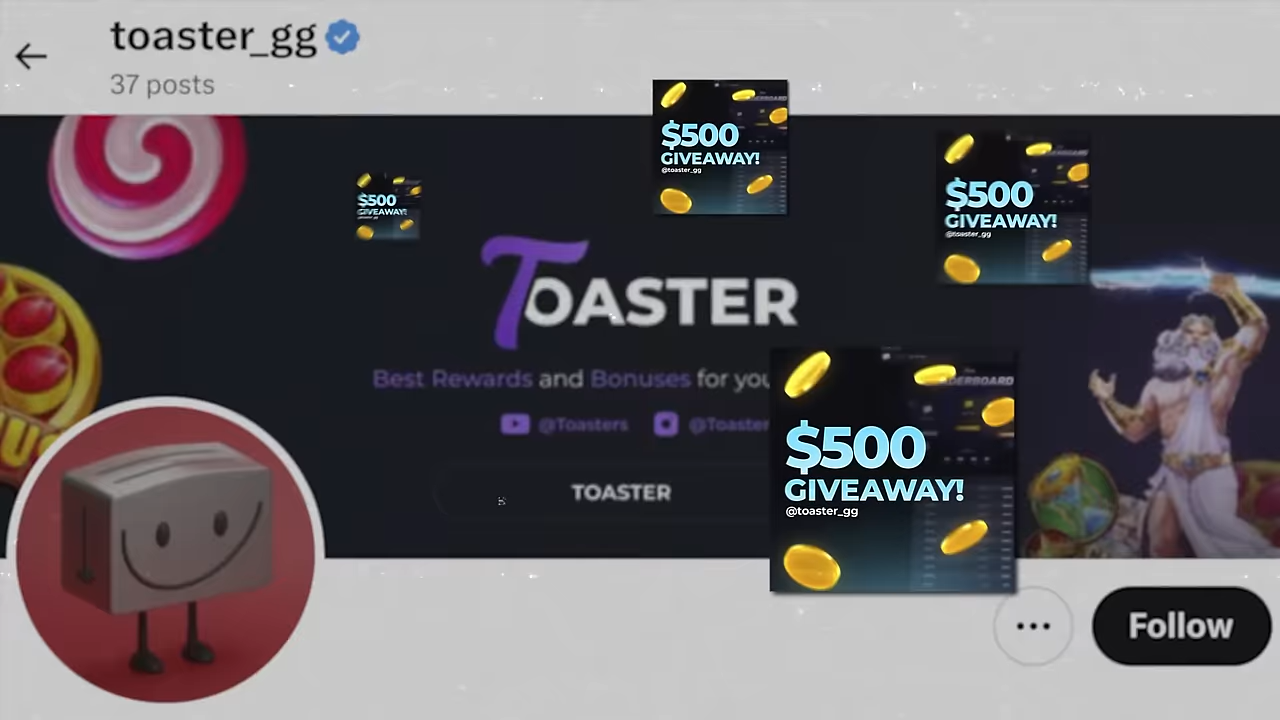 toaster_gg
37 posts
$500
GIVEAWAY!
@toaster_gg
$500
GIVEAWAY!
@toaster_gg
$500
GIVEAWAY!
TOASTER
Best Rewards and Bonuses for you
@Toasters
@Toaster
TOASTER
$500
GIVEAWAY!
@toaster_gg
Follow